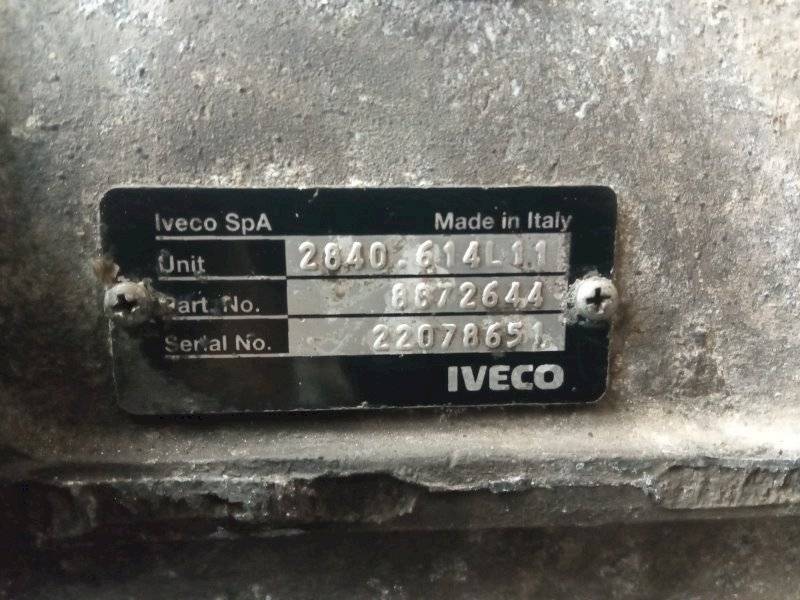 Iveco SpA Made in Italy
Unit 2840.614L11
Part. No. 8872644
Serial No. 22078651
IVECO